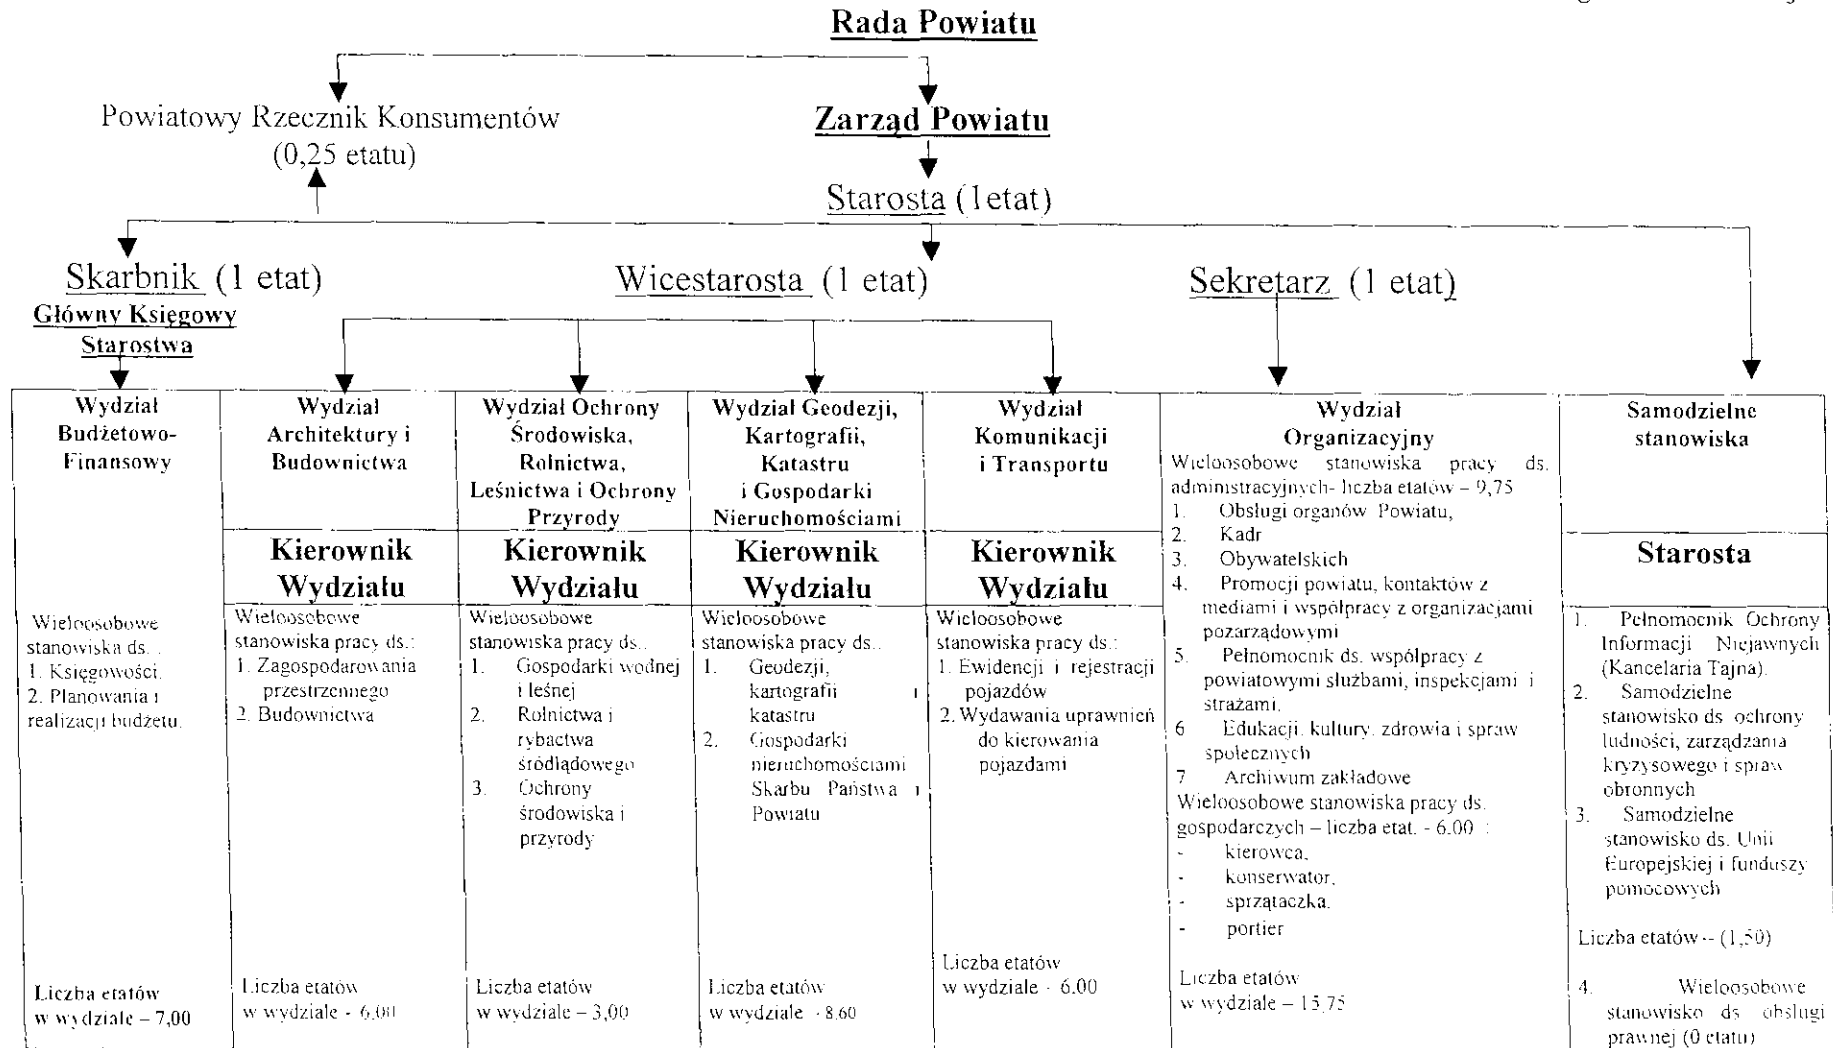 Rada Powiatu
Powiatowy Rzecznik Konsumentów
(0,25 etatu)
Zarząd Powiatu
Starosta (1etat)
Skarbnik (1 etat)
Główny Księgowy
Starostwa
Wicestarosta (1 etat)
Sekretarz (1 etat)
Wydział
Budżetowo-
Finansowy
Wieloosobowe
stanowiska ds.
1. Księgowości.
2. Planowania i
realizacji budżetu.
Liczba etatów
w wydziale – 7,00
Wydział
Architektury i
Budownictwa
Kierownik
Wydziału
Wieloosobowe
stanowiska pracy ds.:
1. Zagospodarowania
przestrzennego
2. Budownictwa
Liczba etatów
w wydziale - 6,00
Wydział Ochrony
Środowiska,
Rolnictwa,
Leśnictwa i Ochrony
Przyrody
Kierownik
Wydziału
Wieloosobowe
stanowiska pracy ds..
1. Gospodarki wodnej
i leśnej
2. Rolnictwa i
rybactwa
śródlądowego
3. Ochrony
środowiska i
przyrody
Liczba etatów
w wydziale – 3,00
Wydział Geodezji,
Kartografii,
Katastru
i Gospodarki
Nieruchomościami
Kierownik
Wydziału
Wieloosobowe
stanowiska pracy ds..
1. Geodezji,
kartografii i
katastru
2. Gospodarki
nieruchomościami
Skarbu Państwa i
Powiatu
Liczba etatów
w wydziale - 8,60
Wydział
Komunikacji
i Transportu
Kierownik
Wydziału
Wieloosobowe
stanowiska pracy ds.:
1. Ewidencji i rejestracji
pojazdów
2. Wydawania uprawnień
do kierowania
pojazdami
Liczba etatów
w wydziale - 6.00
Wydział
Organizacyjny
Wieloosobowe stanowiska pracy ds.
administracyjnych- liczba etatów – 9,75
1. Obsługi organów Powiatu,
2. Kadr
3. Obywatelskich
4. Promocji powiatu, kontaktów z
mediami i współpracy z organizacjami
pozarządowymi
5. Pełnomocnik ds. współpracy z
powiatowymi służbami, inspekcjami i
strażami.
6 Edukacji, kultury, zdrowia i spraw
społecznych
7 Archiwum zakładowe
Wieloosobowe stanowiska pracy ds.
gospodarczych – liczba etat. - 6.00 :
- kierowca,
- konserwator,
- sprzątaczka,
- portier
Liczba etatów
w wydziale – 15,75
Samodzielne
stanowiska
Starosta
1. Pełnomocnik Ochrony
Informacji Niejawnych
(Kancelaria Tajna).
2. Samodzielne
stanowisko ds. ochrony
ludności, zarządzania
kryzysowego i spraw
obronnych
3. Samodzielne
stanowisko ds. Unii
Europejskiej i funduszy
pomocowych
Liczba etatów -- (1,50)
4. Wieloosobowe
stanowisko ds obsługi
prawnej (0 etatu)